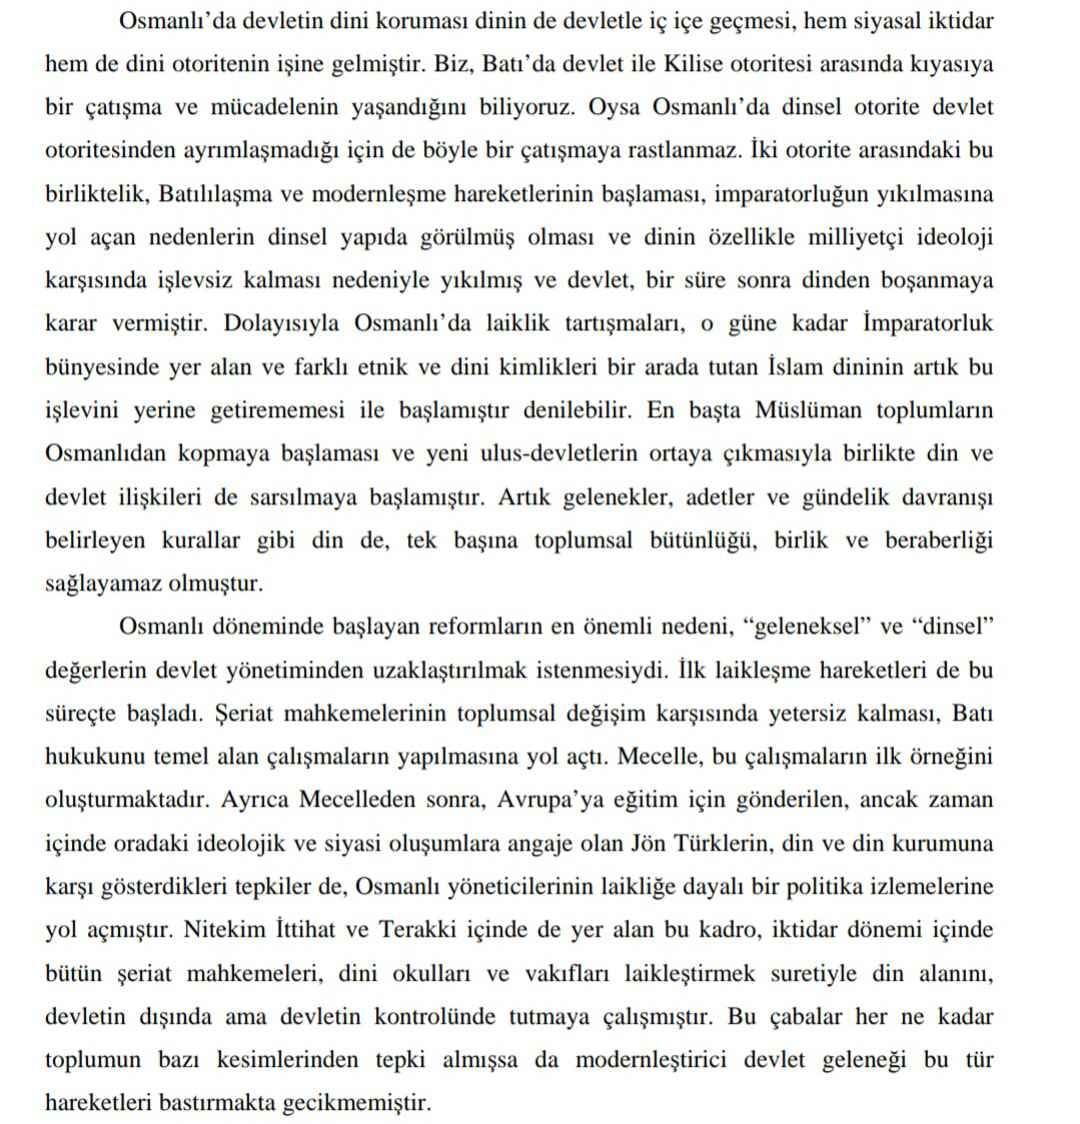 Osmanlı’da devletin dini koruması dinin de devletle iç içe geçmesi, hem siyasal iktidar
hem de dini otoritenin işine gelmiştir. Biz, Batı’da devlet ile Kilise otoritesi arasında kıyasıya
bir çatışma ve mücadelenin yaşandığını biliyoruz. Oysa Osmanlı’da dinsel otorite devlet
otoritesinden ayrımlaşmadığı için de böyle bir çatışmaya rastlanmaz. İki otorite arasındaki bu
birliktelik, Batılılaşma ve modernleşme hareketlerinin başlaması, imparatorluğun yıkılmasına
yol açan nedenlerin dinsel yapıda görülmüş olması ve dinin özellikle milliyetçi ideoloji
karşısında işlevsiz kalması nedeniyle yıkılmış ve devlet, bir süre sonra dinden boşanmaya
karar vermiştir. Dolayısıyla Osmanlı’da laiklik tartışmaları, o güne kadar İmparatorluk
bünyesinde yer alan ve farklı etnik ve dini kimlikleri bir arada tutan İslam dininin artık bu
işlevini yerine getirememesi ile başlamıştır denilebilir. En başta Müslüman toplumların
Osmanlıdan kopmaya başlaması ve yeni ulus-devletlerin ortaya çıkmasıyla birlikte din ve
devlet ilişkileri de sarsılmaya başlamıştır. Artık gelenekler, adetler ve gündelik davranışı
belirleyen kurallar gibi din de, tek başına toplumsal bütünlüğü, birlik ve beraberliği
sağlayamaz olmuştur.
Osmanlı döneminde başlayan reformların en önemli nedeni, “geleneksel” ve “dinsel”
değerlerin devlet yönetiminden uzaklaştırılmak istenmesiydi. İlk laikleşme hareketleri de bu
süreçte başladı. Şeriat mahkemelerinin toplumsal değişim karşısında yetersiz kalması, Batı
hukukunu temel alan çalışmaların yapılmasına yol açtı. Mecelle, bu çalışmaların ilk örneğini
oluşturmaktadır. Ayrıca Mecelleden sonra, Avrupa’ya eğitim için gönderilen, ancak zaman
içinde oradaki ideolojik ve siyasi oluşumlara angaje olan Jön Türklerin, din ve din kurumuna
karşı gösterdikleri tepkiler de, Osmanlı yöneticilerinin laikliğe dayalı bir politika izlemelerine
yol açmıştır. Nitekim İttihat ve Terakki içinde de yer alan bu kadro, iktidar dönemi içinde
bütün şeriat mahkemeleri, dini okulları ve vakıfları laikleştirmek suretiyle din alanını,
devletin dışında ama devletin kontrolünde tutmaya çalışmıştır. Bu çabalar her ne kadar
toplumun bazı kesimlerinden tepki almışsa da modernleştirici devlet geleneği bu tür
hareketleri bastırmakta gecikmemiştir.